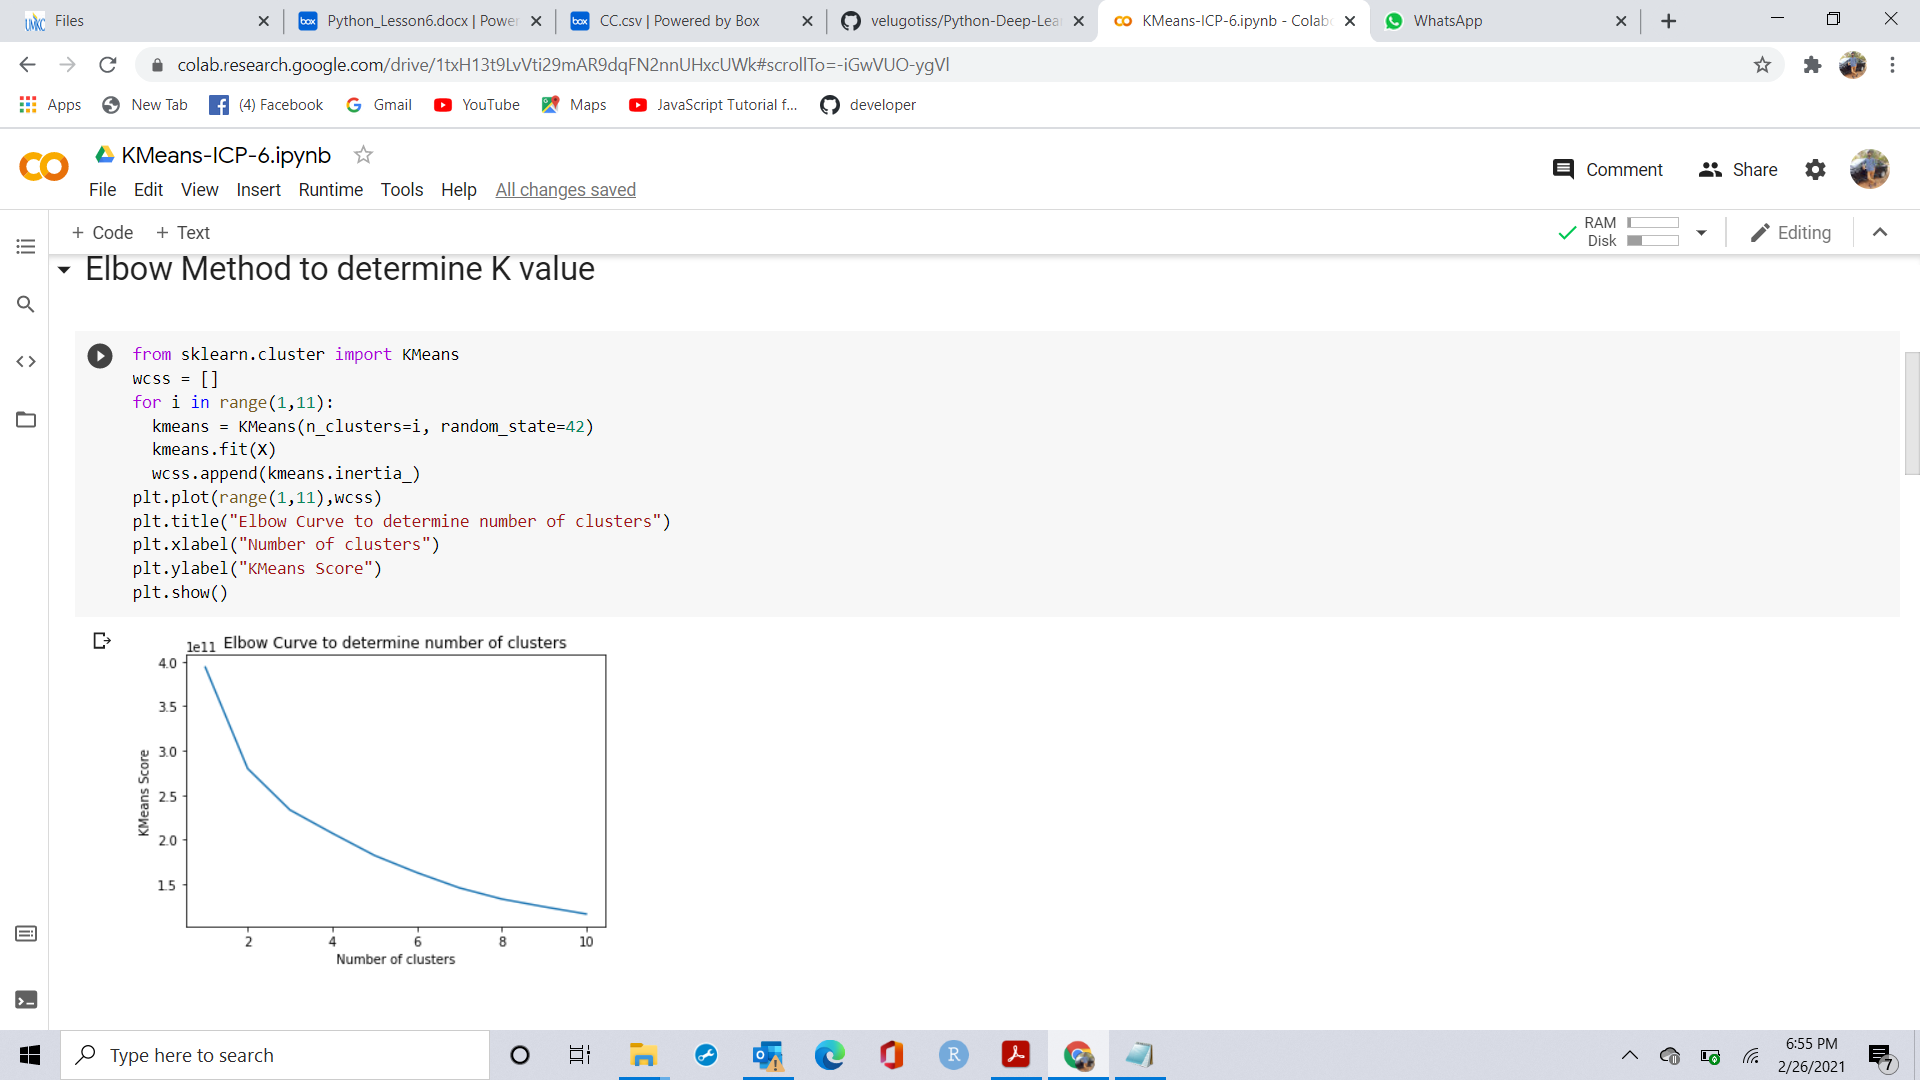 UMKC Files
box Python_Lesson6.docx | Power
box CC.csv | Powered by Box
velugotiss/Python-Deep-Lea
KMeans-ICP-6.ipynb - Colab
WhatsApp
colab.research.google.com/drive/1txH13t9LvVti29mAR9dqFN2nnUHxcUWk#scrollTo=-iGwVUO-ygVl
Apps New Tab (4) Facebook Gmail YouTube Maps JavaScript Tutorial f... developer
KMeans-ICP-6.ipynb
Comment Share
File Edit View Insert Runtime Tools Help All changes saved
+ Code + Text
RAM
Disk
Editing
Elbow Method to determine K value
from sklearn.cluster import KMeans
wcss = []
for i in range(1,11):
kmeans = KMeans(n_clusters=i, random_state=42)
kmeans.fit(X)
wcss.append(kmeans.inertia_)
plt.plot(range(1,11),wcss)
plt.title("Elbow Curve to determine number of clusters")
plt.xlabel("Number of clusters")
plt.ylabel("KMeans Score")
plt.show()
1e11 Elbow Curve to determine number of clusters
4.0
3.5
3.0
2.5
2.0
1.5
KMeans Score
2 4 6 8 10
Number of clusters
Type here to search
R
6:55 PM
2/26/2021
7